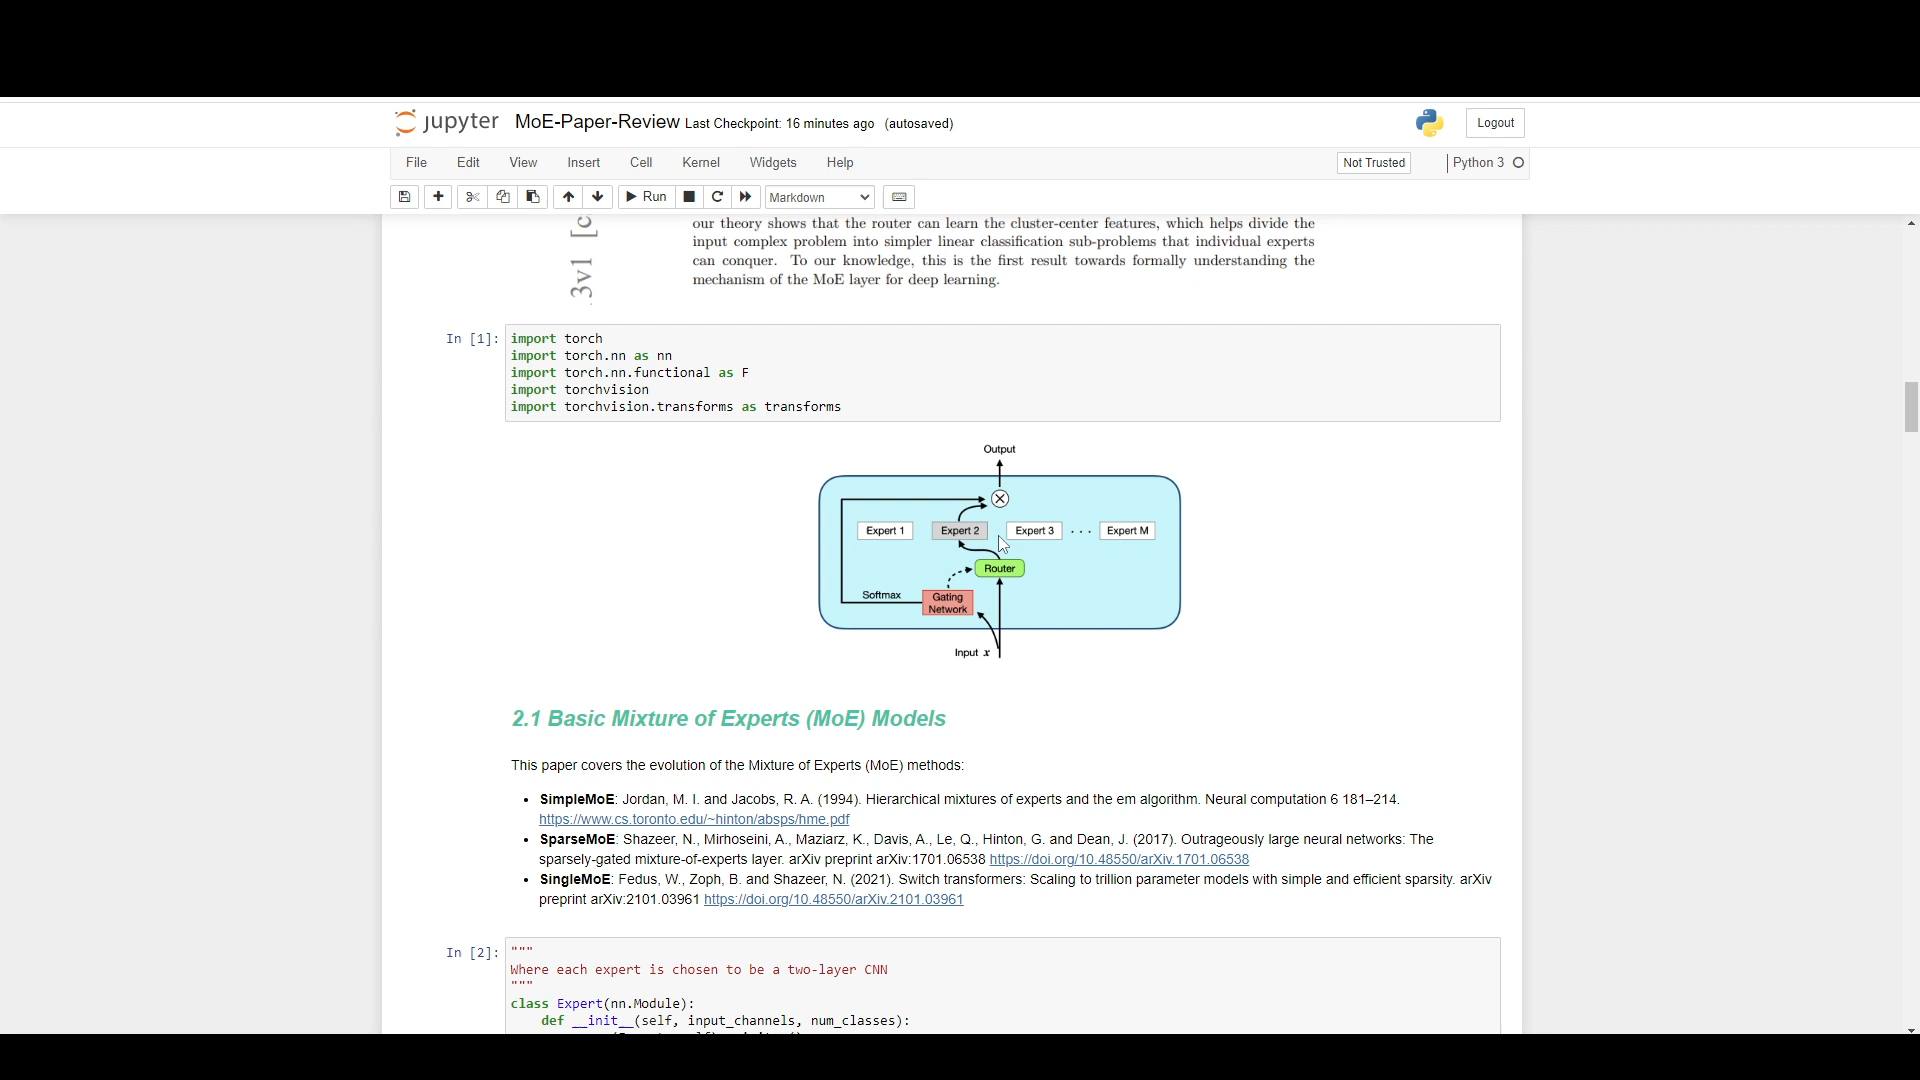 jupyter MoE-Paper-Review Last Checkpoint: 16 minutes ago (autosaved) Logout
File Edit View Insert Cell Kernel Widgets Help Not Trusted Python 3
Run Markdown
3v1 [c
our theory shows that the router can learn the cluster-center features, which helps divide the
input complex problem into simpler linear classification sub-problems that individual experts
can conquer. To our knowledge, this is the first result towards formally understanding the
mechanism of the MoE layer for deep learning.
In [1]: import torch
import torch.nn as nn
import torch.nn.functional as F
import torchvision
import torchvision.transforms as transforms
Output
Expert 1 Expert 2 Expert 3 · · · Expert M
Router
Softmax
Gating
Network
Input x
2.1 Basic Mixture of Experts (MoE) Models
This paper covers the evolution of the Mixture of Experts (MoE) methods:
• SimpleMoE: Jordan, M. I. and Jacobs, R. A. (1994). Hierarchical mixtures of experts and the em algorithm. Neural computation 6 181–214.
https://www.cs.toronto.edu/~hinton/absps/hme.pdf
• SparseMoE: Shazeer, N., Mirhoseini, A., Maziarz, K., Davis, A., Le, Q., Hinton, G. and Dean, J. (2017). Outrageously large neural networks: The
sparsely-gated mixture-of-experts layer. arXiv preprint arXiv:1701.06538 https://doi.org/10.48550/arXiv.1701.06538
• SingleMoE: Fedus, W., Zoph, B. and Shazeer, N. (2021). Switch transformers: Scaling to trillion parameter models with simple and efficient sparsity. arXiv
preprint arXiv:2101.03961 https://doi.org/10.48550/arXiv.2101.03961
In [2]: """
Where each expert is chosen to be a two-layer CNN
"""
class Expert(nn.Module):
def __init__(self, input_channels, num_classes):